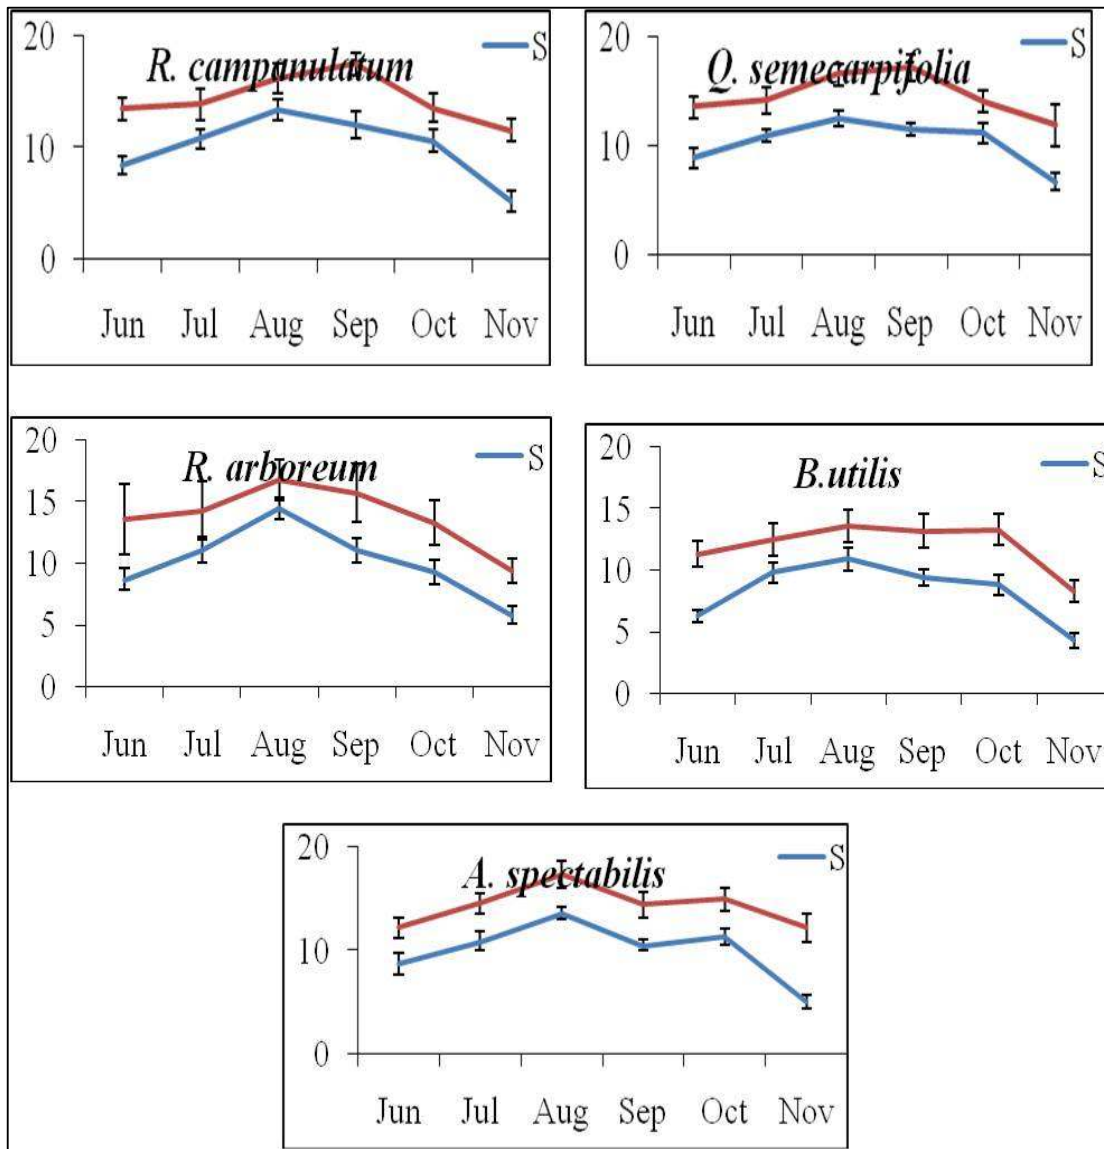 R. campanulatum
S
20
10
0
Jun Jul Aug Sep Oct Nov
Q. semecarpifolia
S
20
10
0
Jun Jul Aug Sep Oct Nov
R. arboreum
S
20
15
10
5
0
Jun Jul Aug Sep Oct Nov
B.utilis
S
20
15
10
5
0
Jun Jul Aug Sep Oct Nov
A. spectabilis
S
20
10
0
Jun Jul Aug Sep Oct Nov